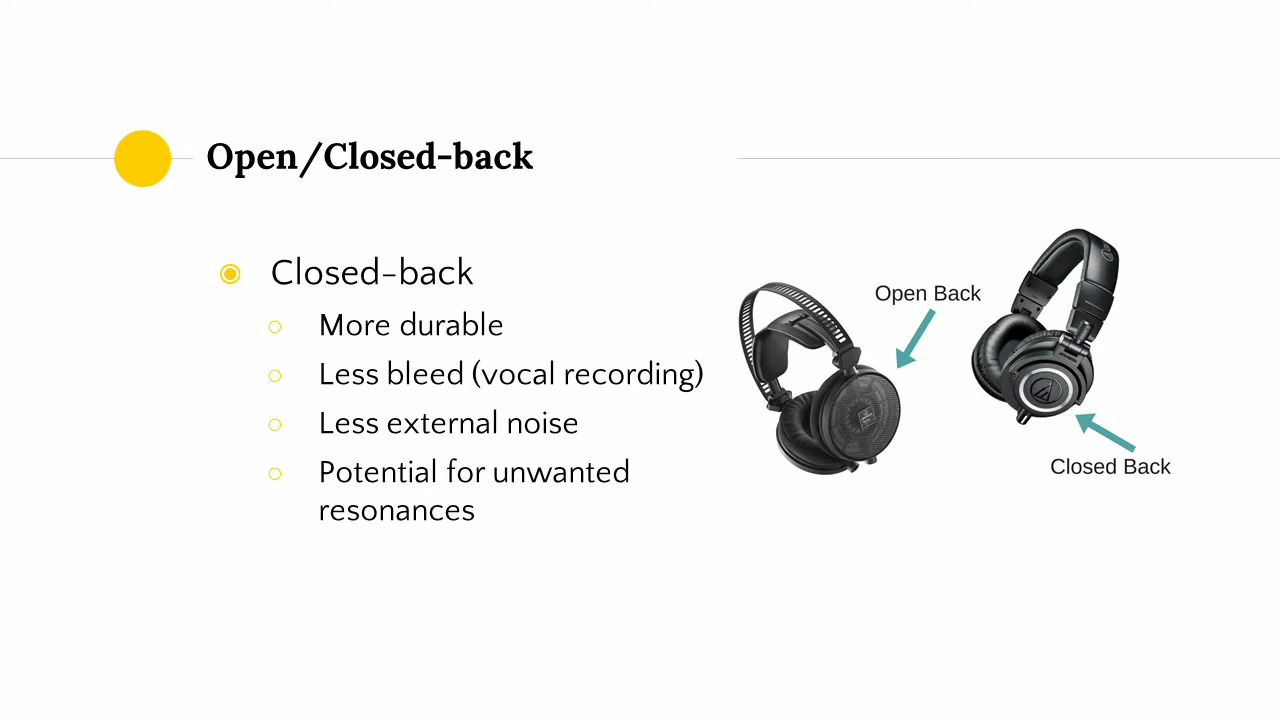 Open/Closed-back
Closed-back
More durable
Less bleed (vocal recording)
Less external noise
Potential for unwanted
resonances
Open Back
Closed Back